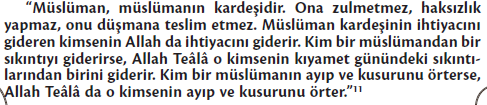 “Müslüman, müslümanın kardeşidir. Ona zulmetmez, haksızlık
yapmaz, onu düşmana teslim etmez. Müslüman kardeşinin ihtiyacını
gideren kimsenin Allah da ihtiyacını giderir. Kim bir müslümandan bir
sıkıntıyı giderirse, Allah Teâlâ o kimsenin kıyamet günündeki sıkıntı-
larından birini giderir. Kim bir müslümanın ayıp ve kusurunu örterse,
Allah Teâlâ da o kimsenin ayıp ve kusurunu örter.”¹¹